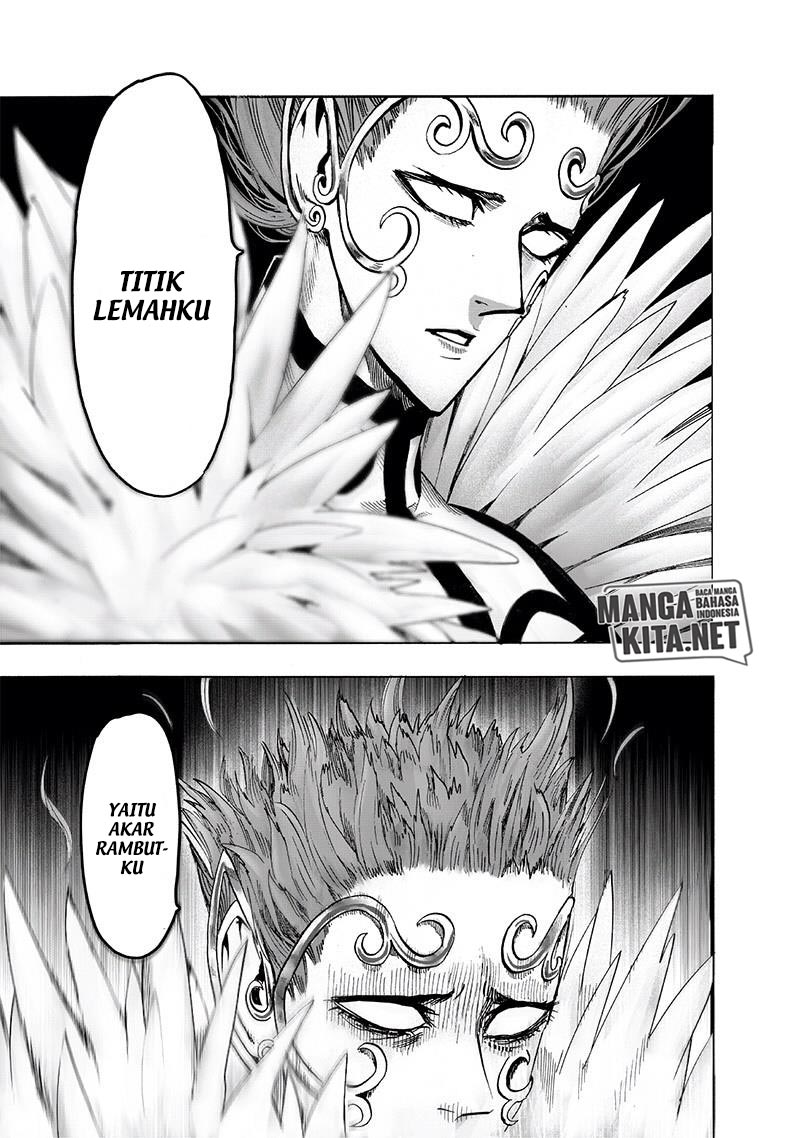 TITIK
LEMAHKU
MANGA
KITA.NET
BACA MANGA
BAHASA
INDONESIA
YAITU
AKAR
RAMBUT-
KU